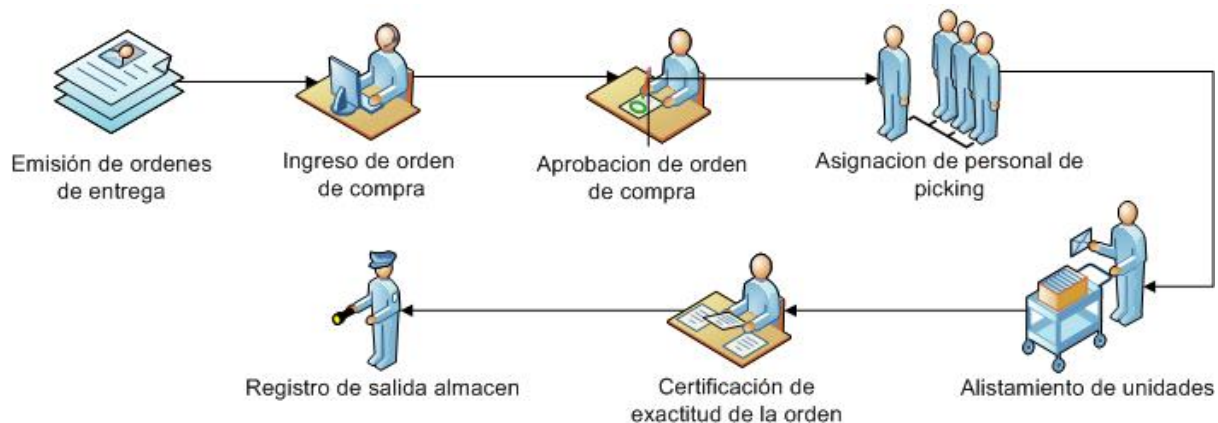 Emisión de ordenes
de entrega
Ingreso de orden
de compra
Aprobacion de orden
de compra
Asignacion de personal de
picking
Alistamiento de unidades
Certificación de
exactitud de la orden
Registro de salida almacen